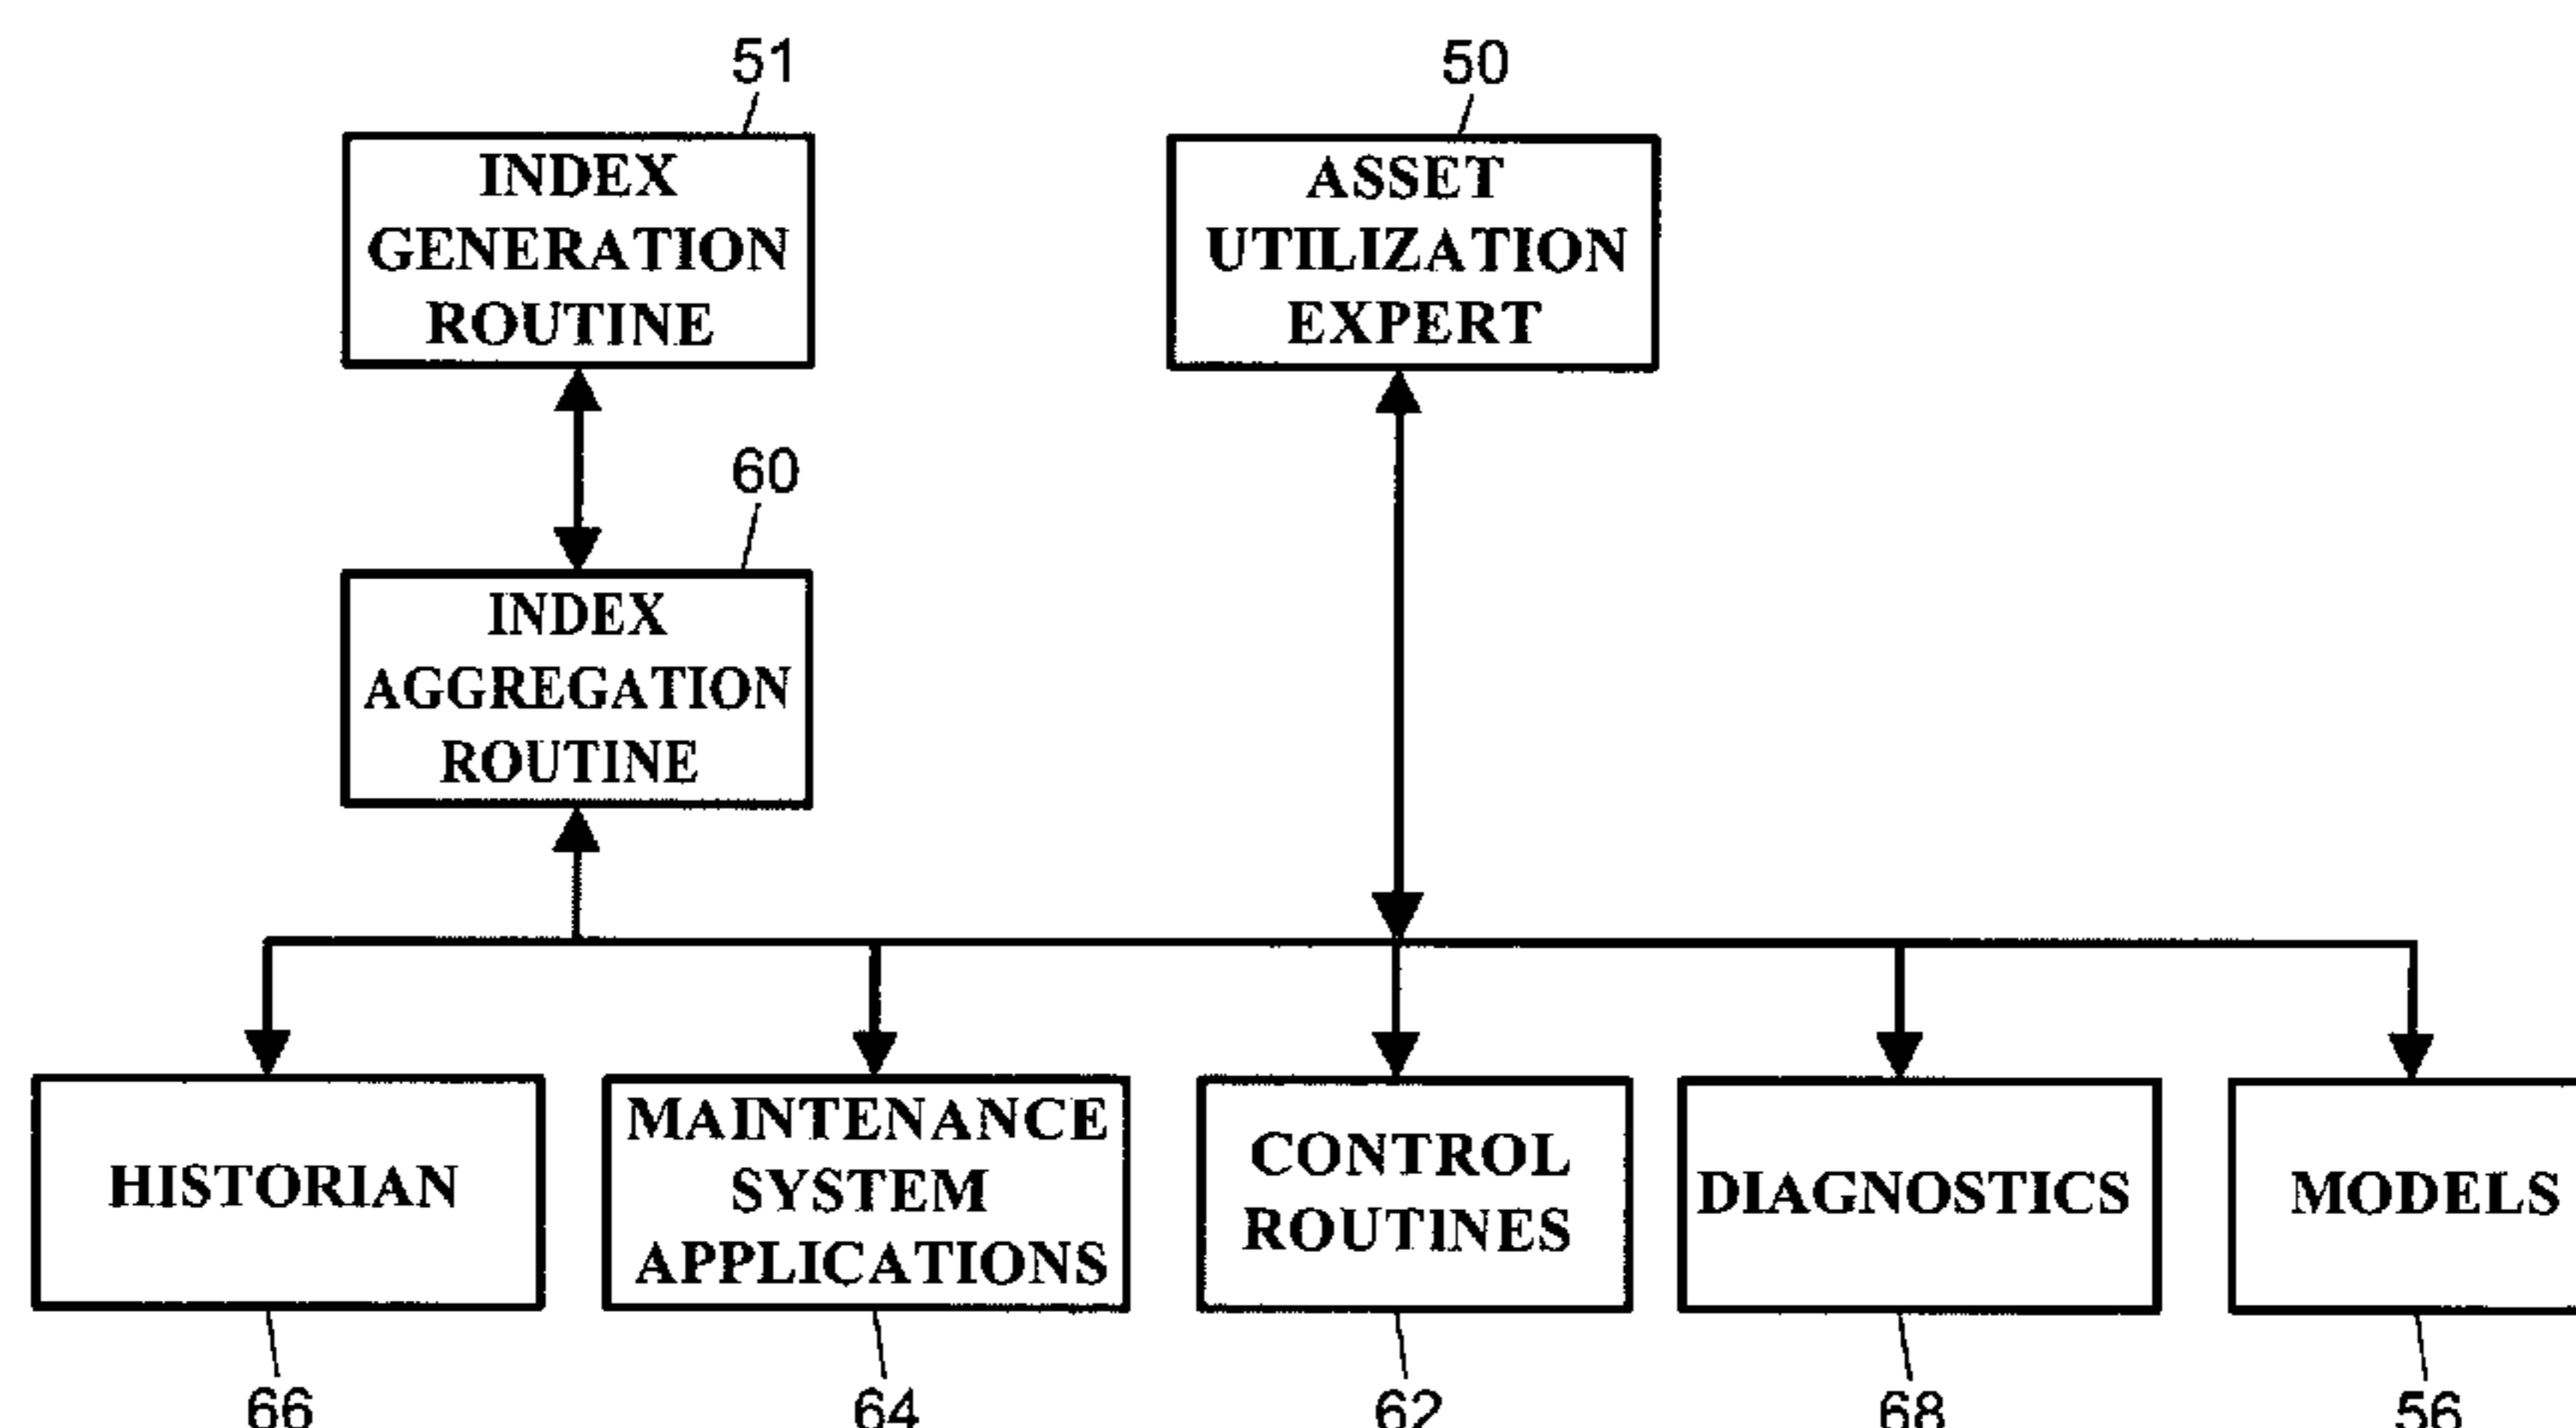 51
50
INDEX
GENERATION
ROUTINE
ASSET
UTILIZATION
EXPERT
60
INDEX
AGGREGATION
ROUTINE
HISTORIAN
MAINTENANCE
SYSTEM
APPLICATIONS
CONTROL
ROUTINES
DIAGNOSTICS
MODELS
66
64
62
68
56